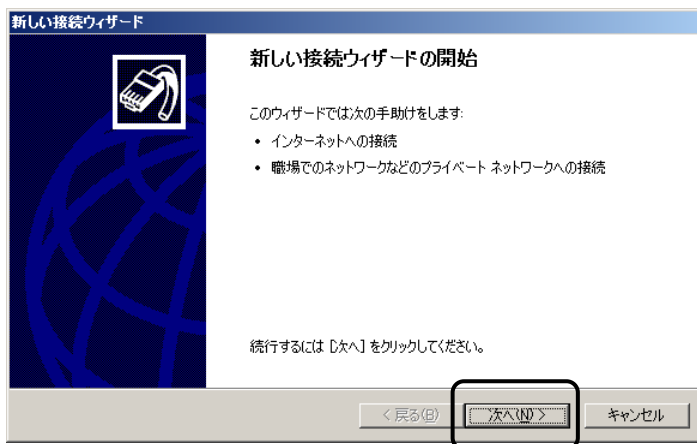 新しい接続ウィザード
新しい接続ウィザードの開始
このウィザードでは次の手助けをします:
• インターネットへの接続
• 職場でのネットワークなどのプライベート ネットワークへの接続
続行するには [次へ] をクリックしてください。
< 戻る(B) 次へ(N) > キャンセル